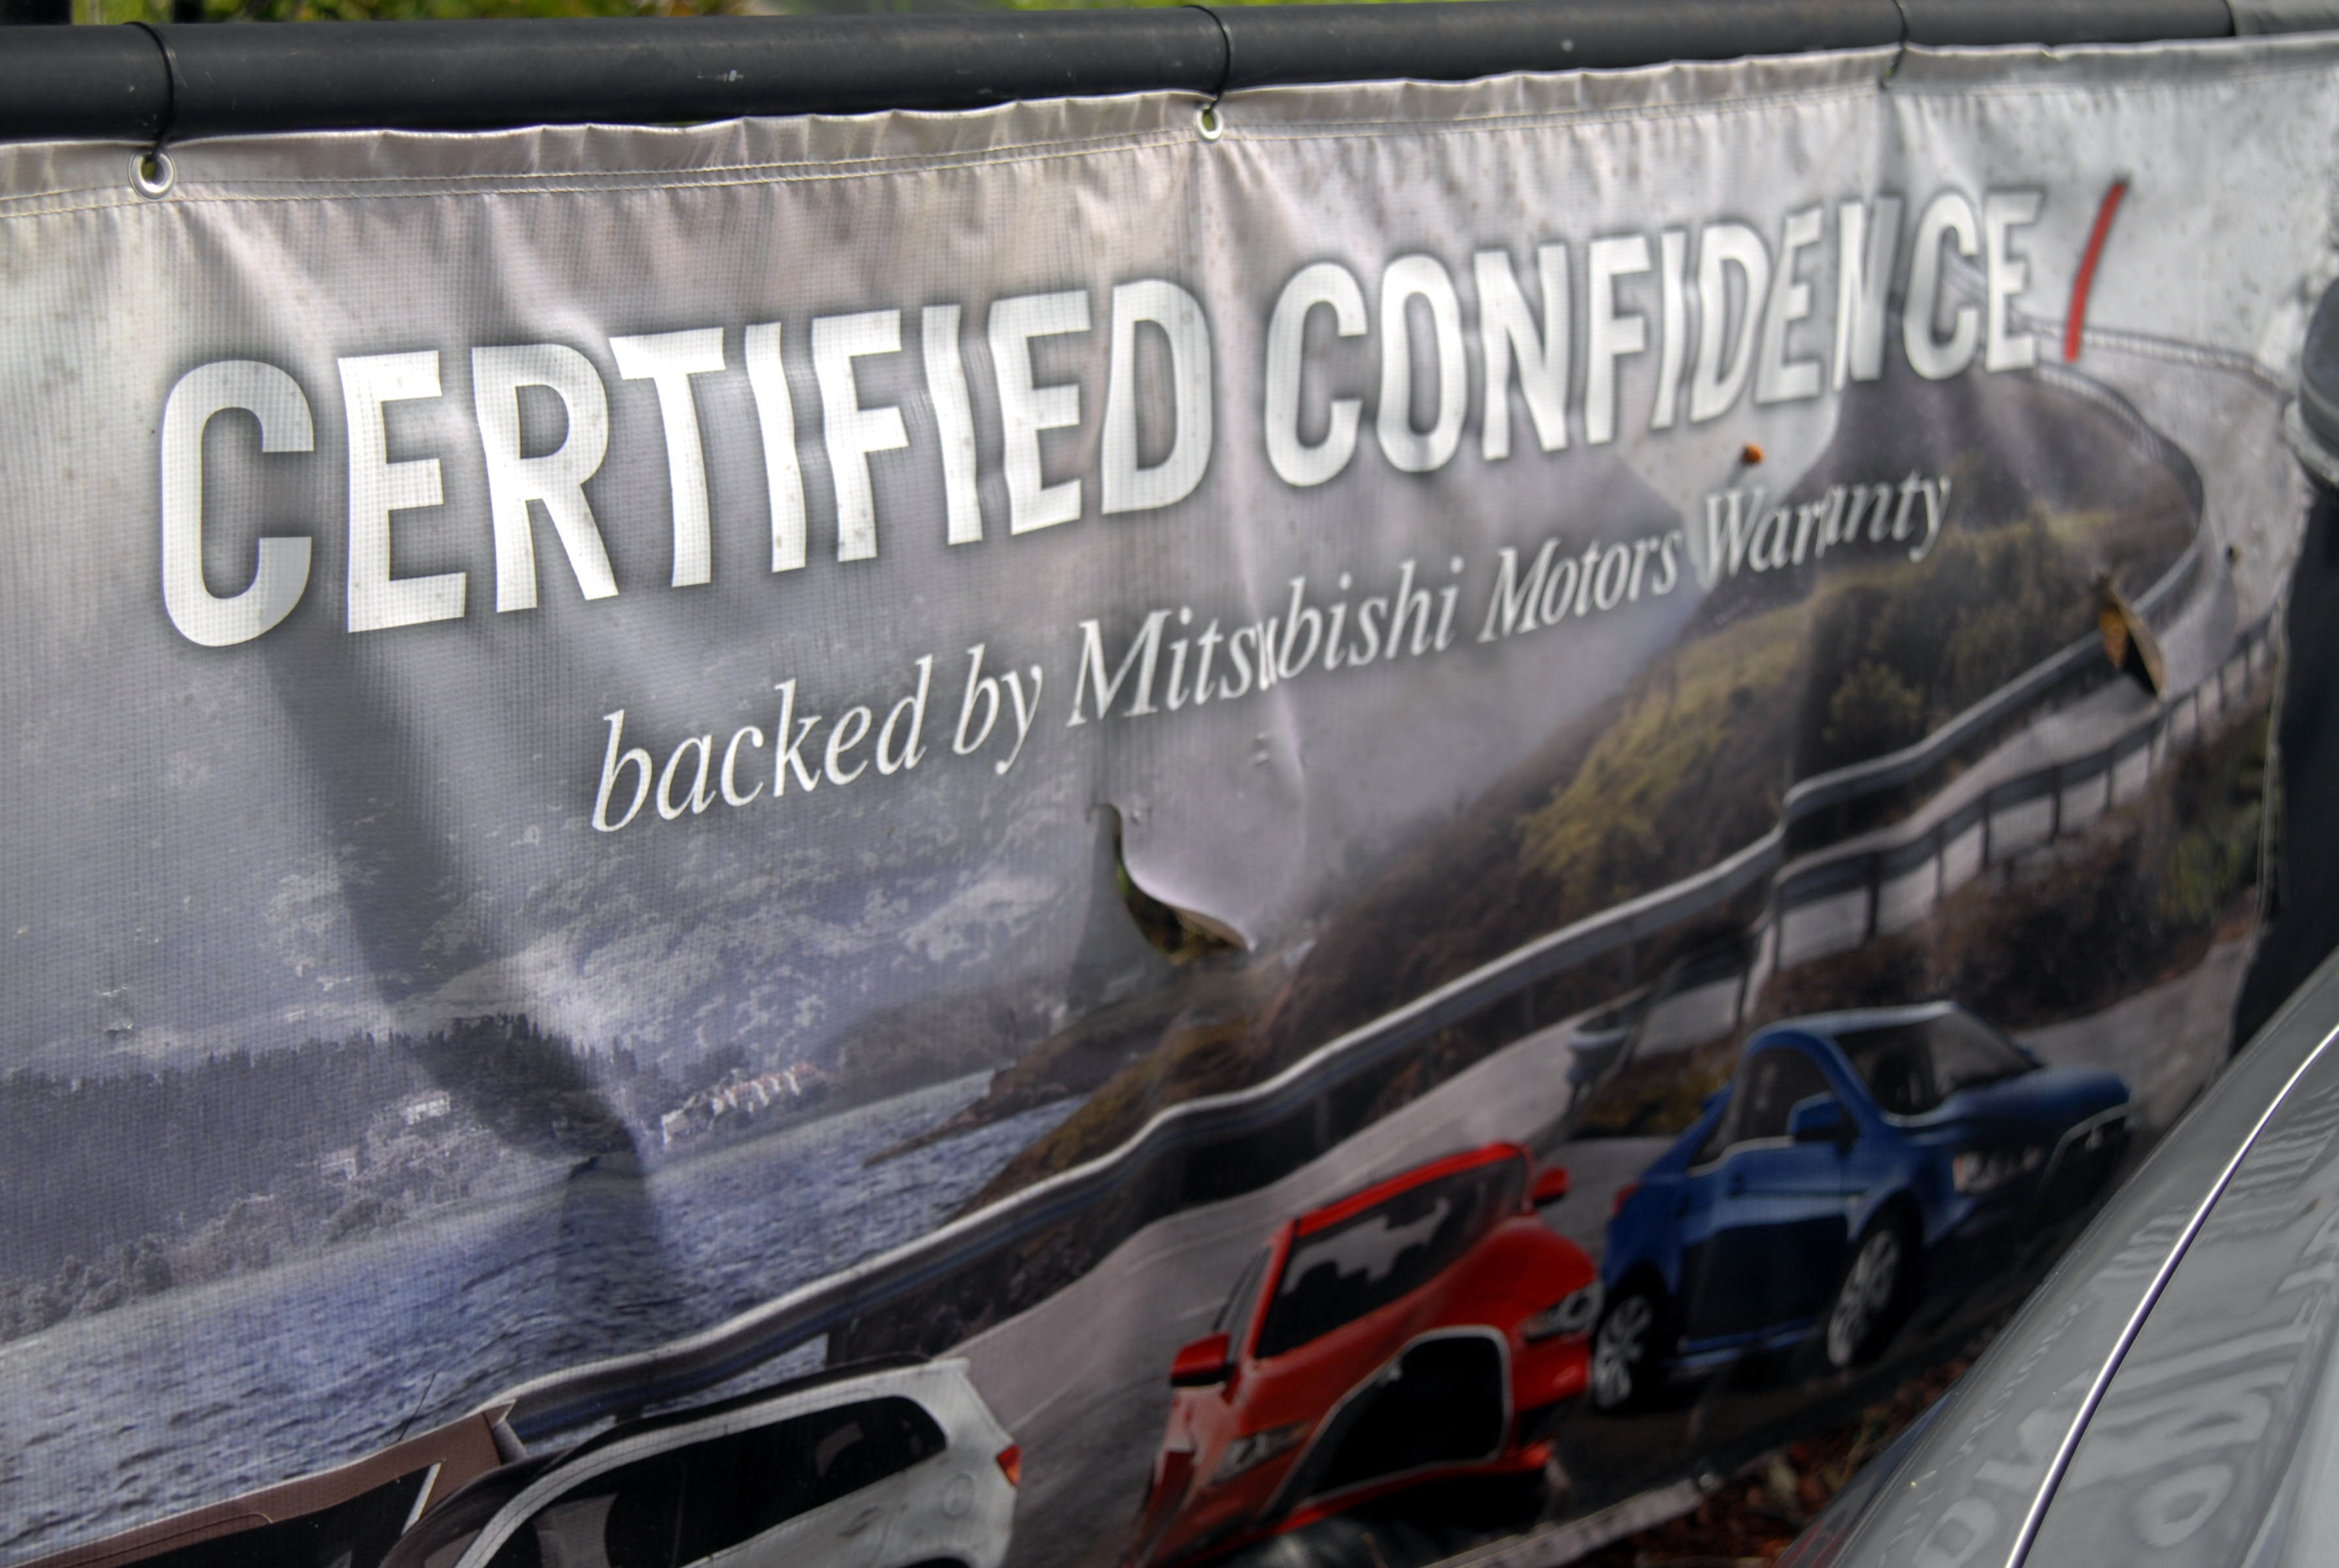 CERTIFIED CONFIDENCE /
backed by Mitsubishi Motors Warranty